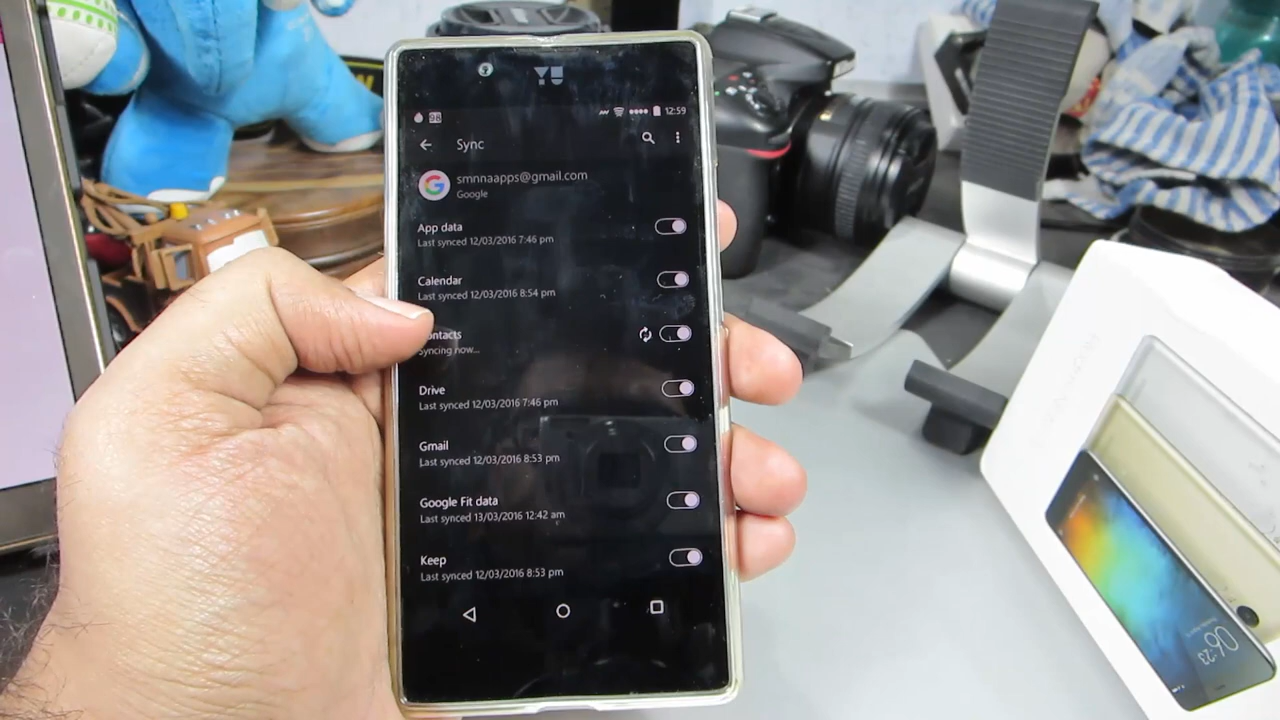 YU
98
12:59
Sync
smnnaapps@gmail.com
Google
App data
Last synced 12/03/2016 7:46 pm
Calendar
Last synced 12/03/2016 8:54 pm
ontacts
Syncing now...
Drive
Last synced 12/03/2016 7:46 pm
Gmail
Last synced 12/03/2016 8:53 pm
Google Fit data
Last synced 13/03/2016 12:42 am
Keep
Last synced 12/03/2016 8:53 pm
06:23